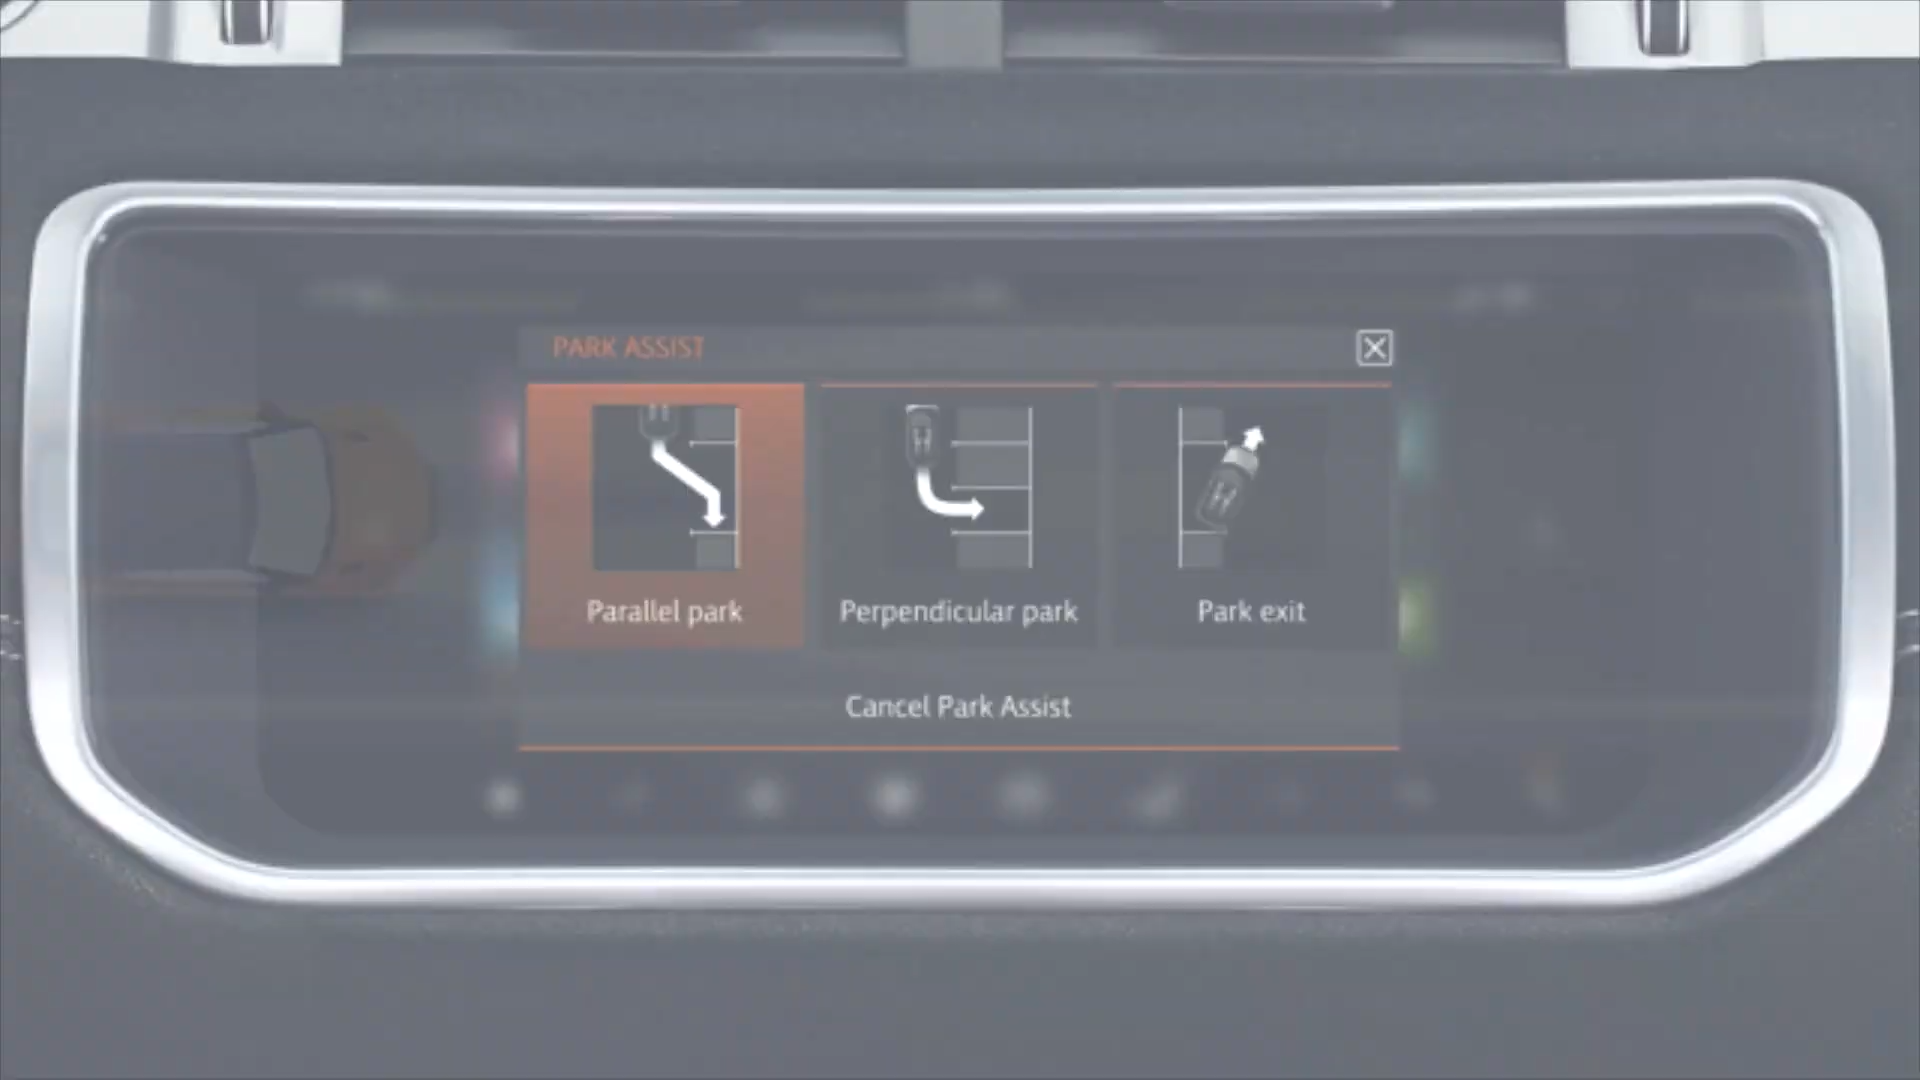 PARK ASSIST
Parallel park
Perpendicular park
Park exit
Cancel Park Assist